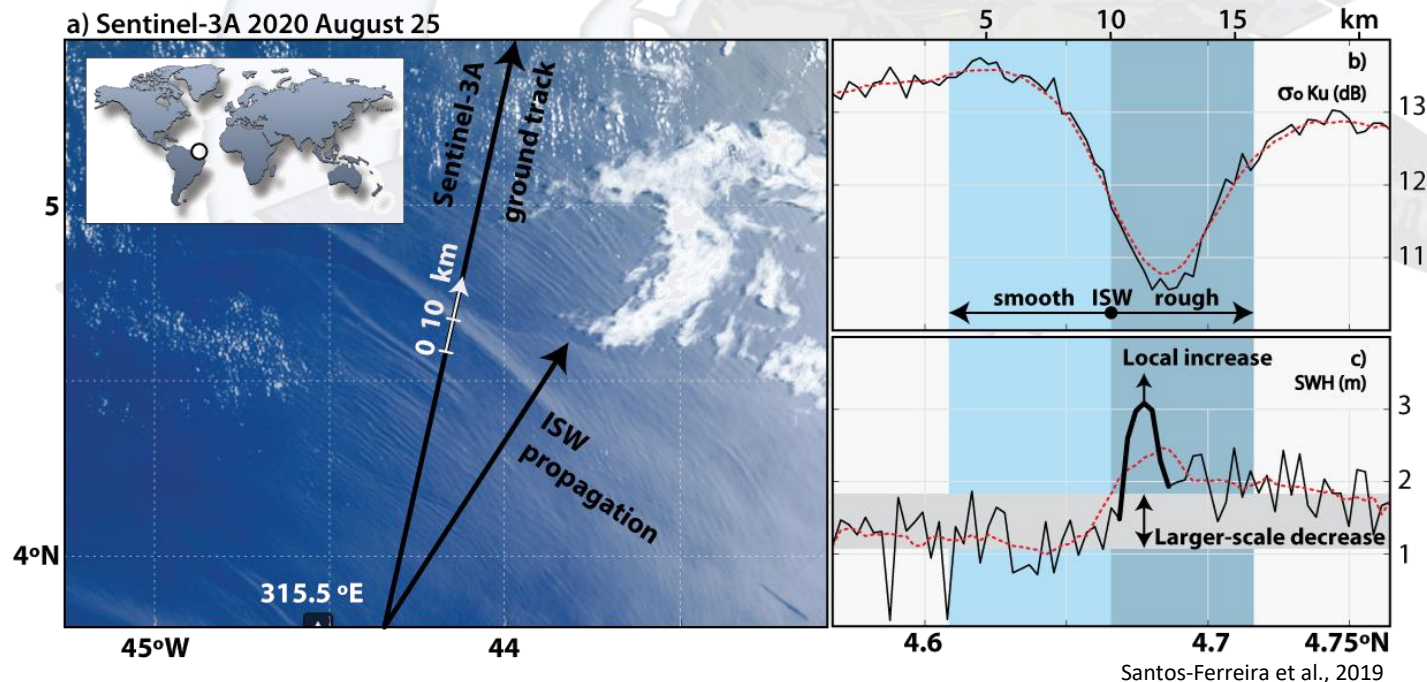 a) Sentinel-3A 2020 August 25
Sentinel-3A
ground track
0 10 km
ISW
propagation
5
4ºN
315.5 ºE
45ºW
44
5 10 15 km
b)
σo Ku (dB)
13
12
11
smooth ISW rough
c)
SWH (m)
Local increase
3
2
1
Larger-scale decrease
4.6 4.7 4.75ºN
Santos-Ferreira et al., 2019